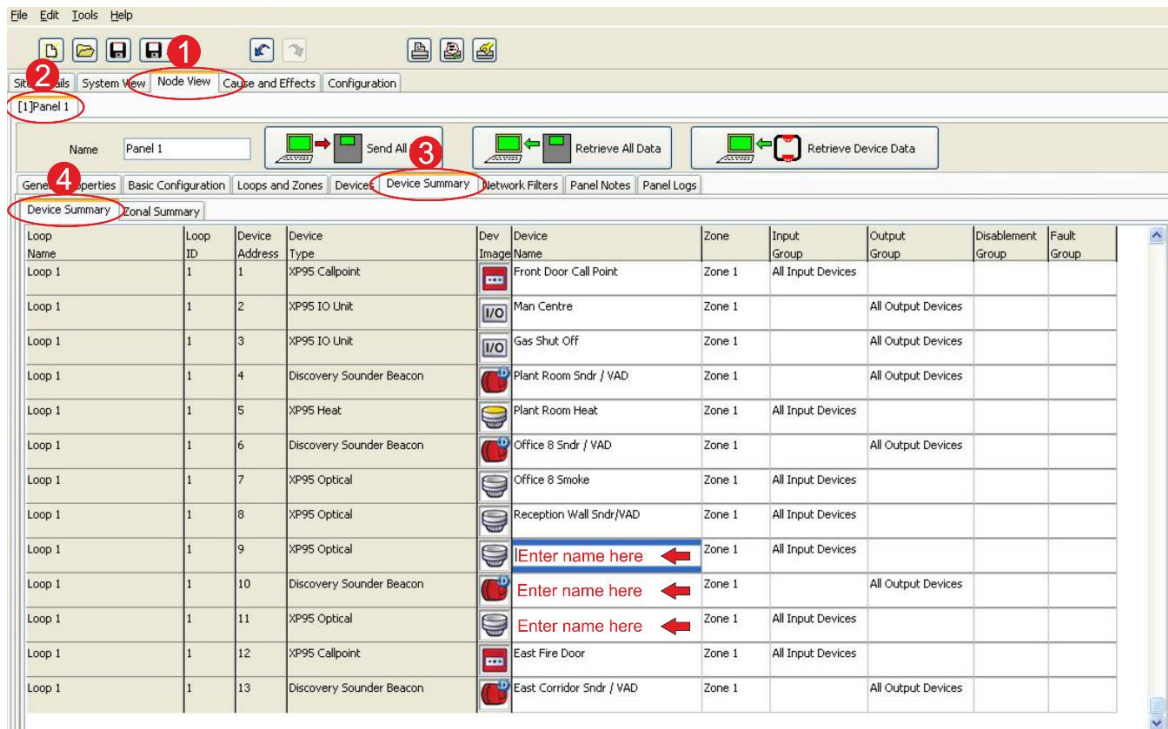 File Edit Tools Help
1
2
Site Details System View Node View Cause and Effects Configuration
[1]Panel 1
Name Panel 1 Send All Retrieve All Data Retrieve Device Data
3
4
General Properties Basic Configuration Loops and Zones Devices Device Summary Network Filters Panel Notes Panel Logs
Device Summary Zonal Summary
Loop Loop Device Device Dev Device Zone Input Output Disablement Fault
Name ID Address Type Image Name Group Group Group Group
Loop 1 1 1 XP95 Callpoint Front Door Call Point Zone 1 All Input Devices
Loop 1 1 2 XP95 IO Unit I/O Man Centre Zone 1 All Output Devices
Loop 1 1 3 XP95 IO Unit I/O Gas Shut Off Zone 1 All Output Devices
Loop 1 1 4 Discovery Sounder Beacon D Plant Room Sndr / VAD Zone 1 All Output Devices
Loop 1 1 5 XP95 Heat Plant Room Heat Zone 1 All Input Devices
Loop 1 1 6 Discovery Sounder Beacon D Office 8 Sndr / VAD Zone 1 All Output Devices
Loop 1 1 7 XP95 Optical Office 8 Smoke Zone 1 All Input Devices
Loop 1 1 8 XP95 Optical Reception Wall Sndr/VAD Zone 1 All Input Devices
Loop 1 1 9 XP95 Optical Enter name here Zone 1 All Input Devices
Loop 1 1 10 Discovery Sounder Beacon D Enter name here Zone 1 All Output Devices
Loop 1 1 11 XP95 Optical Enter name here Zone 1 All Input Devices
Loop 1 1 12 XP95 Callpoint East Fire Door Zone 1 All Input Devices
Loop 1 1 13 Discovery Sounder Beacon D East Corridor Sndr / VAD Zone 1 All Output Devices